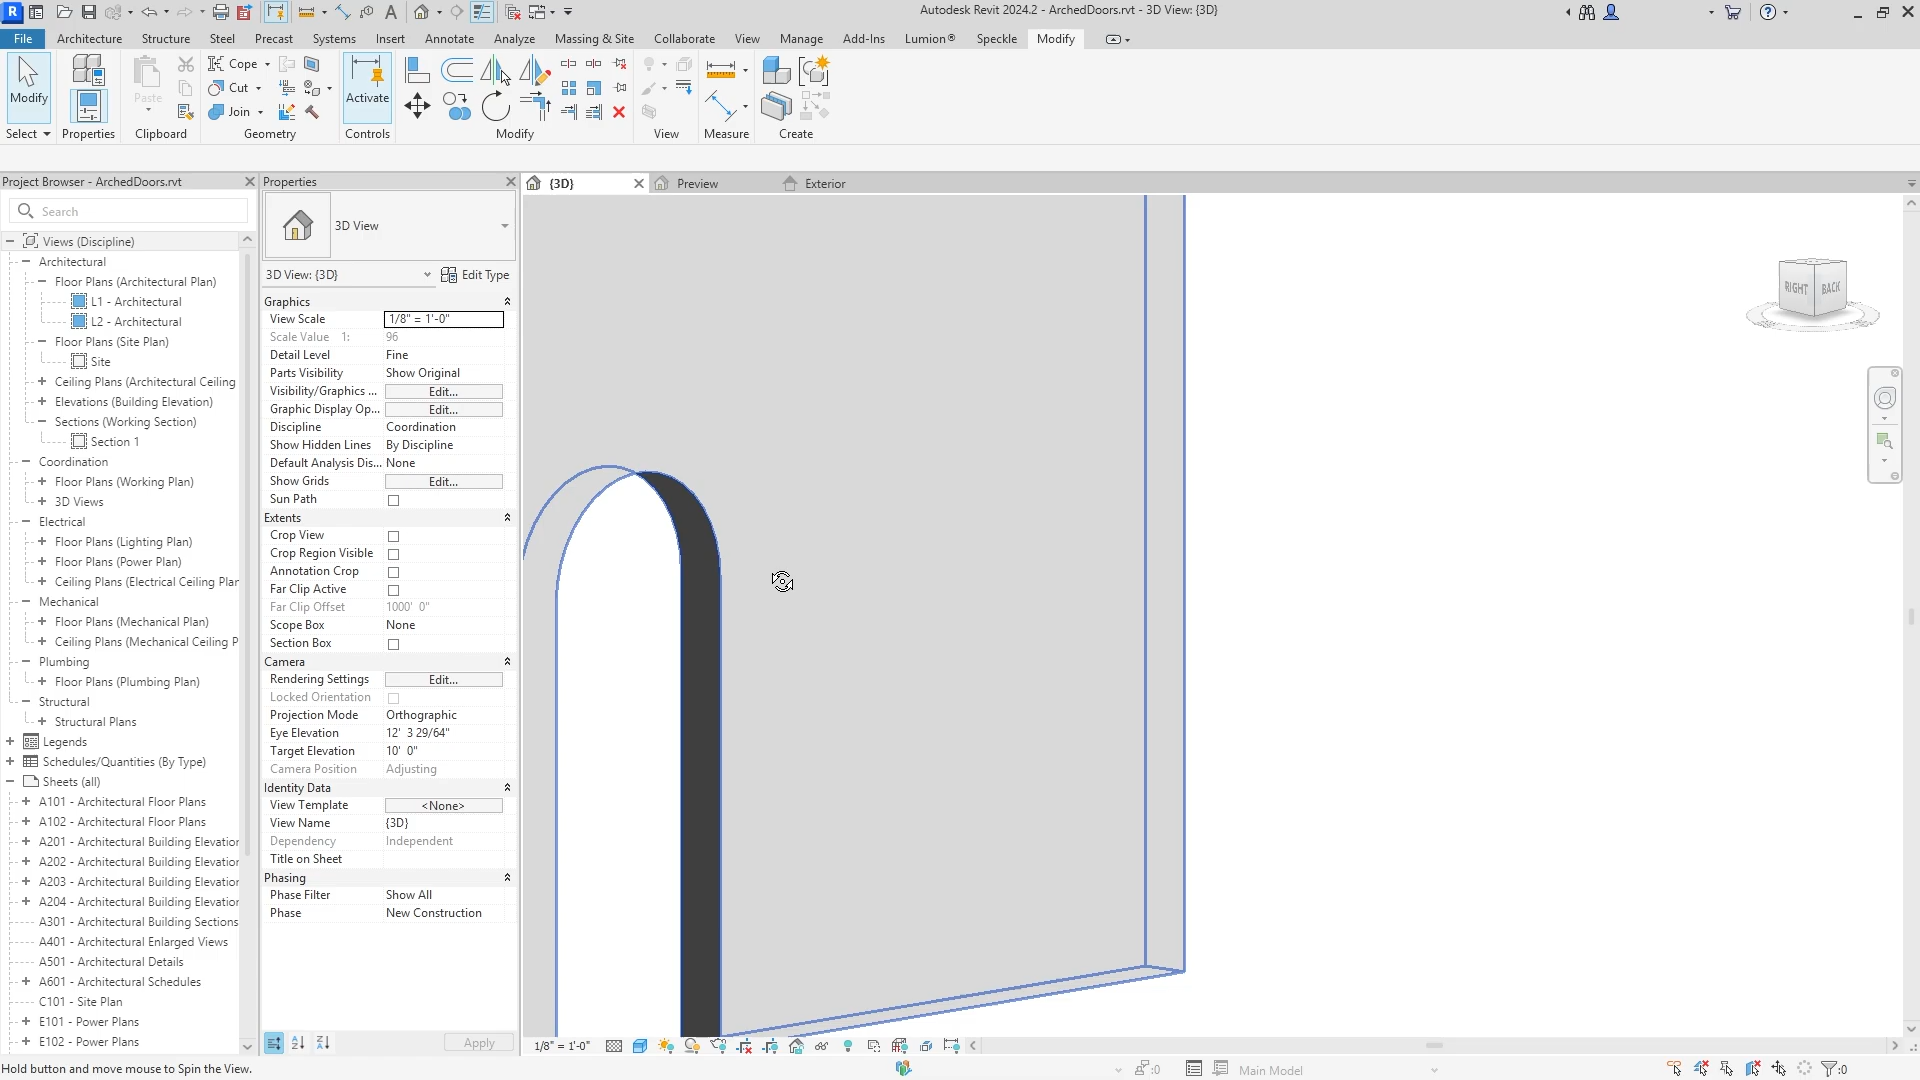 Autodesk Revit 2024.2 - ArchedDoors.rvt - 3D View: {3D}
File Architecture Structure Steel Precast Systems Insert Annotate Analyze Massing & Site Collaborate View Manage Add-Ins Lumion® Speckle Modify
Modify
Paste
Cope
Cut
Join
Activate
Select Properties Clipboard Geometry Controls Modify View Measure Create
Project Browser - ArchedDoors.rvt
Search
Views (Discipline)
Architectural
Floor Plans (Architectural Plan)
L1 - Architectural
L2 - Architectural
Floor Plans (Site Plan)
Site
Ceiling Plans (Architectural Ceiling
Elevations (Building Elevation)
Sections (Working Section)
Section 1
Coordination
Floor Plans (Working Plan)
3D Views
Electrical
Floor Plans (Lighting Plan)
Floor Plans (Power Plan)
Ceiling Plans (Electrical Ceiling Plan
Mechanical
Floor Plans (Mechanical Plan)
Ceiling Plans (Mechanical Ceiling P
Plumbing
Floor Plans (Plumbing Plan)
Structural
Structural Plans
Legends
Schedules/Quantities (By Type)
Sheets (all)
A101 - Architectural Floor Plans
A102 - Architectural Floor Plans
A201 - Architectural Building Elevation
A202 - Architectural Building Elevation
A203 - Architectural Building Elevation
A204 - Architectural Building Elevation
A301 - Architectural Building Sections
A401 - Architectural Enlarged Views
A501 - Architectural Details
A601 - Architectural Schedules
C101 - Site Plan
E101 - Power Plans
E102 - Power Plans
Properties
3D View
3D View: {3D} Edit Type
Graphics
View Scale 1/8" = 1'-0"
Scale Value 1: 96
Detail Level Fine
Parts Visibility Show Original
Visibility/Graphics ... Edit...
Graphic Display Op... Edit...
Discipline Coordination
Show Hidden Lines By Discipline
Default Analysis Dis... None
Show Grids Edit...
Sun Path
Extents
Crop View
Crop Region Visible
Annotation Crop
Far Clip Active
Far Clip Offset 1000' 0"
Scope Box None
Section Box
Camera
Rendering Settings Edit...
Locked Orientation
Projection Mode Orthographic
Eye Elevation 12' 3 29/64"
Target Elevation 10' 0"
Camera Position Adjusting
Identity Data
View Template <None>
View Name {3D}
Dependency Independent
Title on Sheet
Phasing
Phase Filter Show All
Phase New Construction
Apply
{3D} Preview Exterior
RIGHT BACK
1/8" = 1'-0"
Hold button and move mouse to Spin the View.
:0 Main Model :0